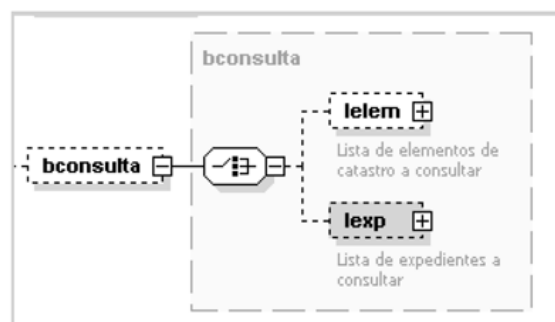 bconsulta
lelem
Lista de elementos de
catastro a consultar
bconsulta
lexp
Lista de expedientes a
consultar